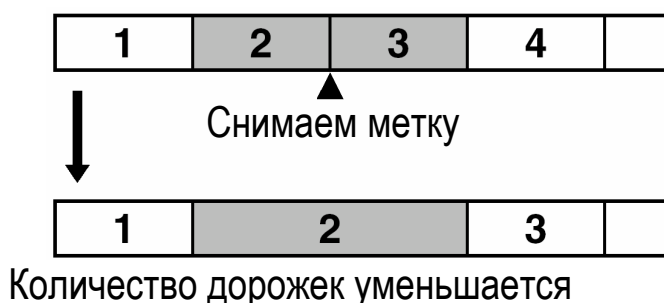 1 2 3 4
Снимаем метку
1 2 3
Количество дорожек уменьшается